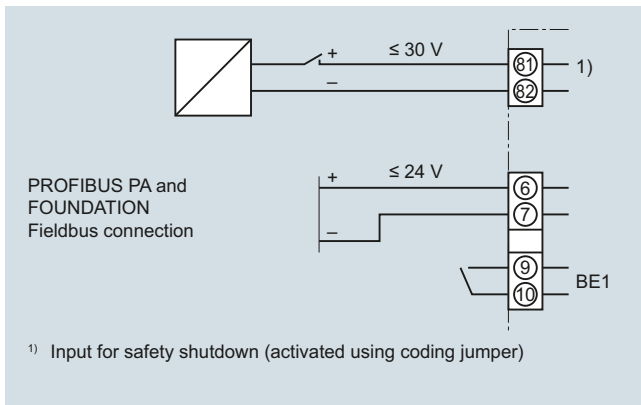 + ≤ 30 V
81 1)
– 82
PROFIBUS PA and
FOUNDATION
Fieldbus connection
+ ≤ 24 V
6
7
–
9
10
BE1
1) Input for safety shutdown (activated using coding jumper)